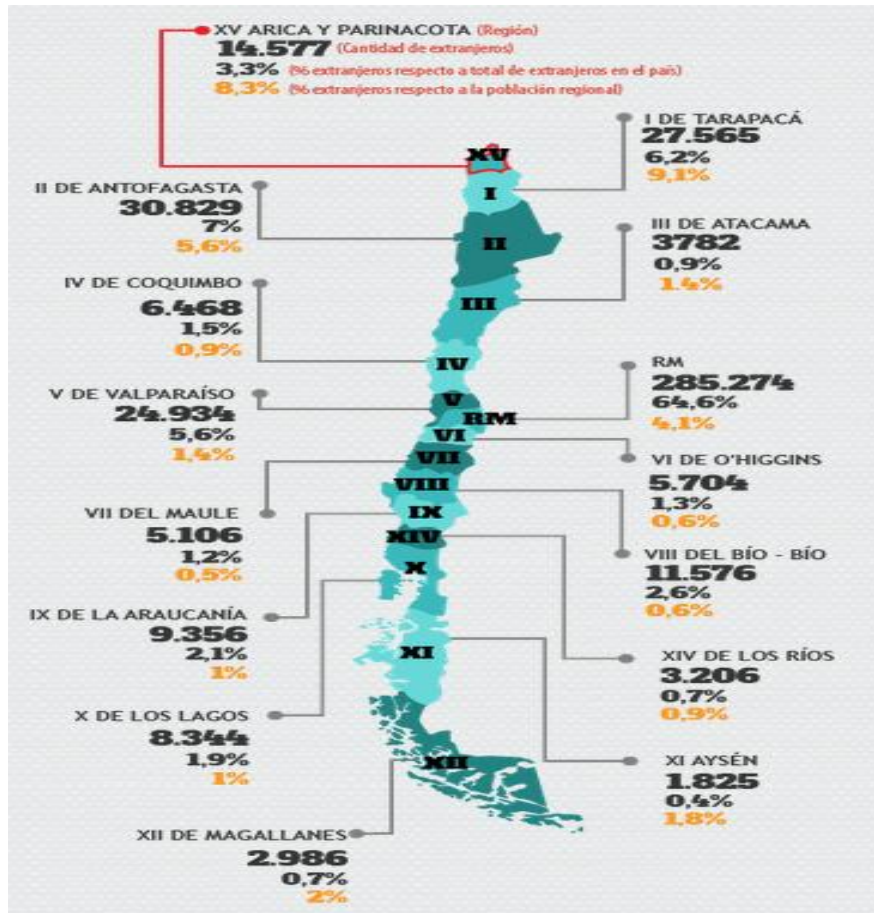 XV ARICA Y PARINACOTA (Región)
14.577 (Cantidad de extranjeros)
3,3% (% extranjeros respecto a total de extranjeros en el país)
8,3% (% extranjeros respecto a la población regional)
I DE TARAPACÁ
27.565
6,2%
9,1%
II DE ANTOFAGASTA
30.829
7%
5,6%
III DE ATACAMA
3782
0,9%
1.4%
IV DE COQUIMBO
6.468
1,5%
0,9%
V DE VALPARAÍSO
24.934
5,6%
1,4%
RM
285.274
64,6%
4,1%
VI DE O'HIGGINS
5.704
1,3%
0,6%
VII DEL MAULE
5.106
1,2%
0,5%
VIII DEL BÍO - BÍO
11.576
2,6%
0,6%
IX DE LA ARAUCANÍA
9.356
2,1%
1%
XIV DE LOS RÍOS
3.206
0,7%
0,9%
X DE LOS LAGOS
8.344
1,9%
1%
XI AYSÉN
1.825
0,4%
1,8%
XII DE MAGALLANES
2.986
0,7%
2%
XV
I
II
III
IV
V
RM
VI
VII
VIII
IX
XIV
X
XI
XII